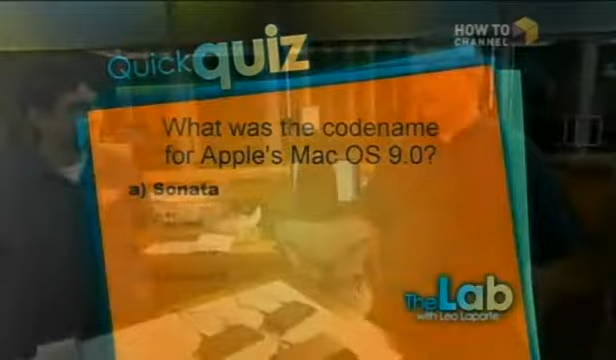 HOW TO
CHANNEL
Quick quiz
What was the codename
for Apple's Mac OS 9.0?
a) Sonata
The Lab
with Leo Laporte